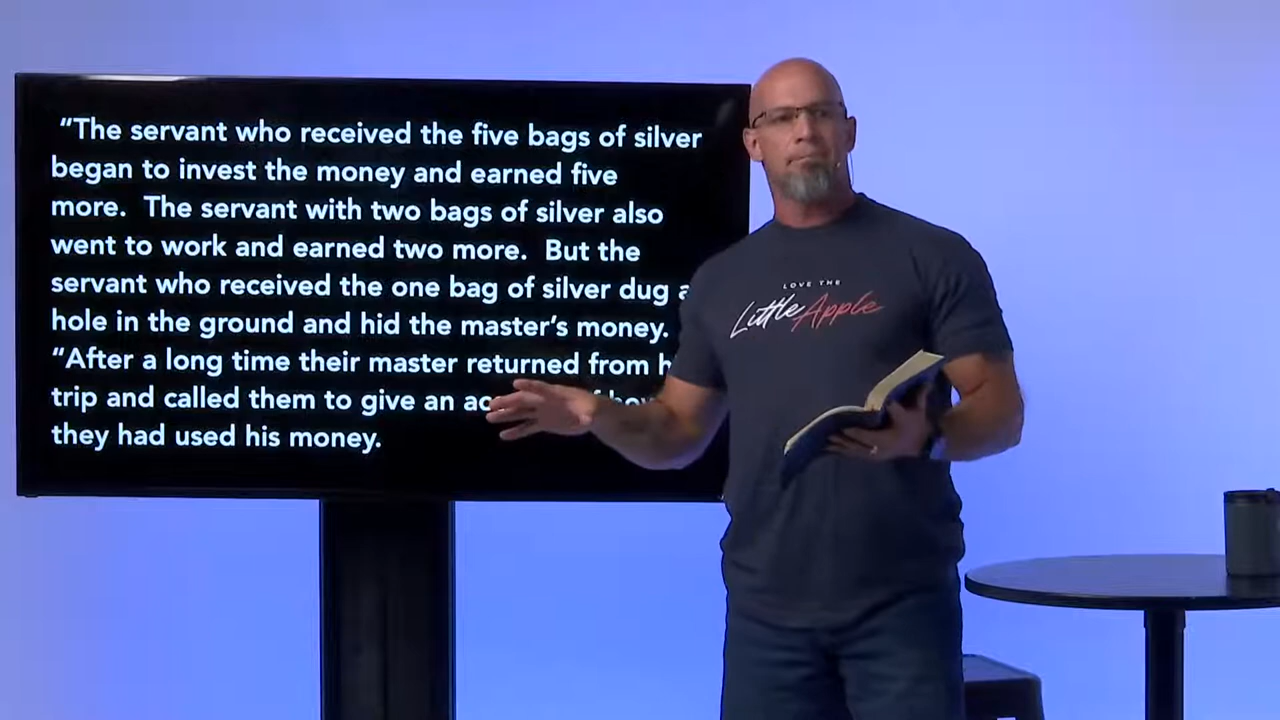 “The servant who received the five bags of silver
began to invest the money and earned five
more.  The servant with two bags of silver also
went to work and earned two more.  But the
servant who received the one bag of silver dug a
hole in the ground and hid the master’s money.
“After a long time their master returned from
trip and called them to give an
they had used his money.
LOVE THE
Little Apple